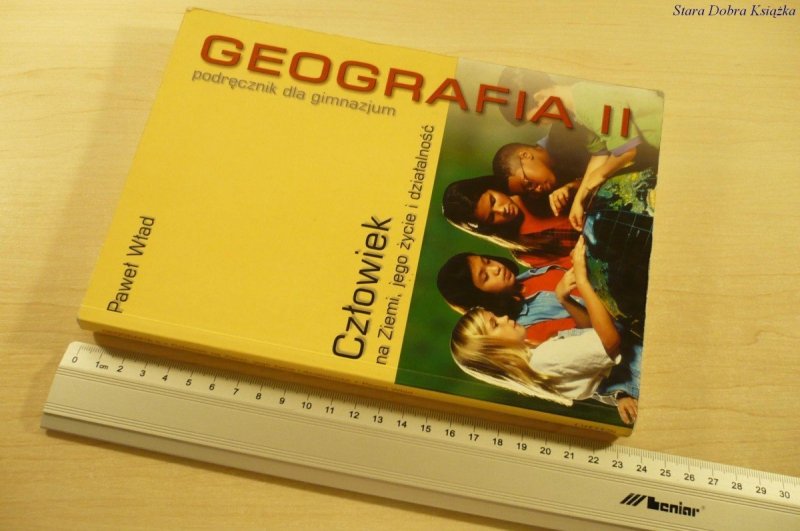 Stara Dobra Książka
GEOGRAFIA II
podręcznik dla gimnazjum
Paweł Wład
Człowiek
na Ziemi, jego życie i działalność
0 1cm 2 3 4 5 6 7 8 9 10 11 12 13 14 15 16 17 18 19 20 21 22 23 24 25 26 27 28 29 30
leniar